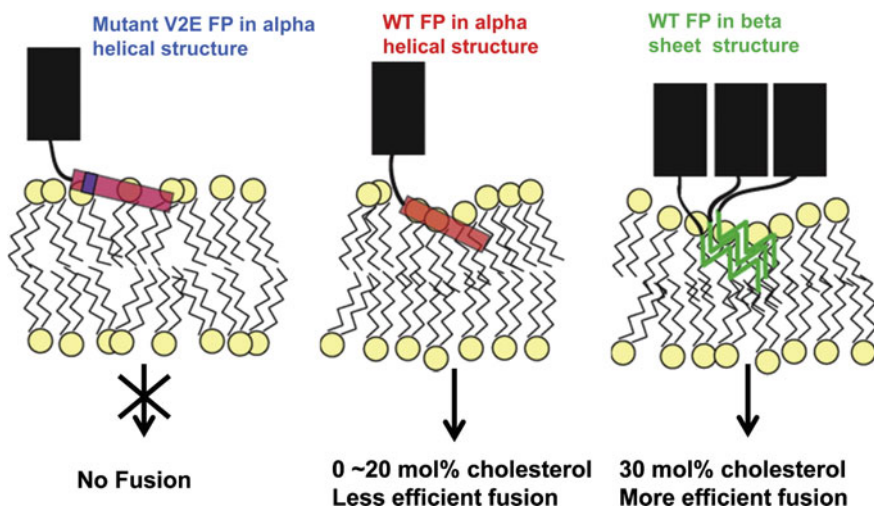 Mutant V2E FP in alpha
helical structure
WT FP in alpha
helical structure
WT FP in beta
sheet structure
No Fusion
0 ~20 mol% cholesterol
Less efficient fusion
30 mol% cholesterol
More efficient fusion